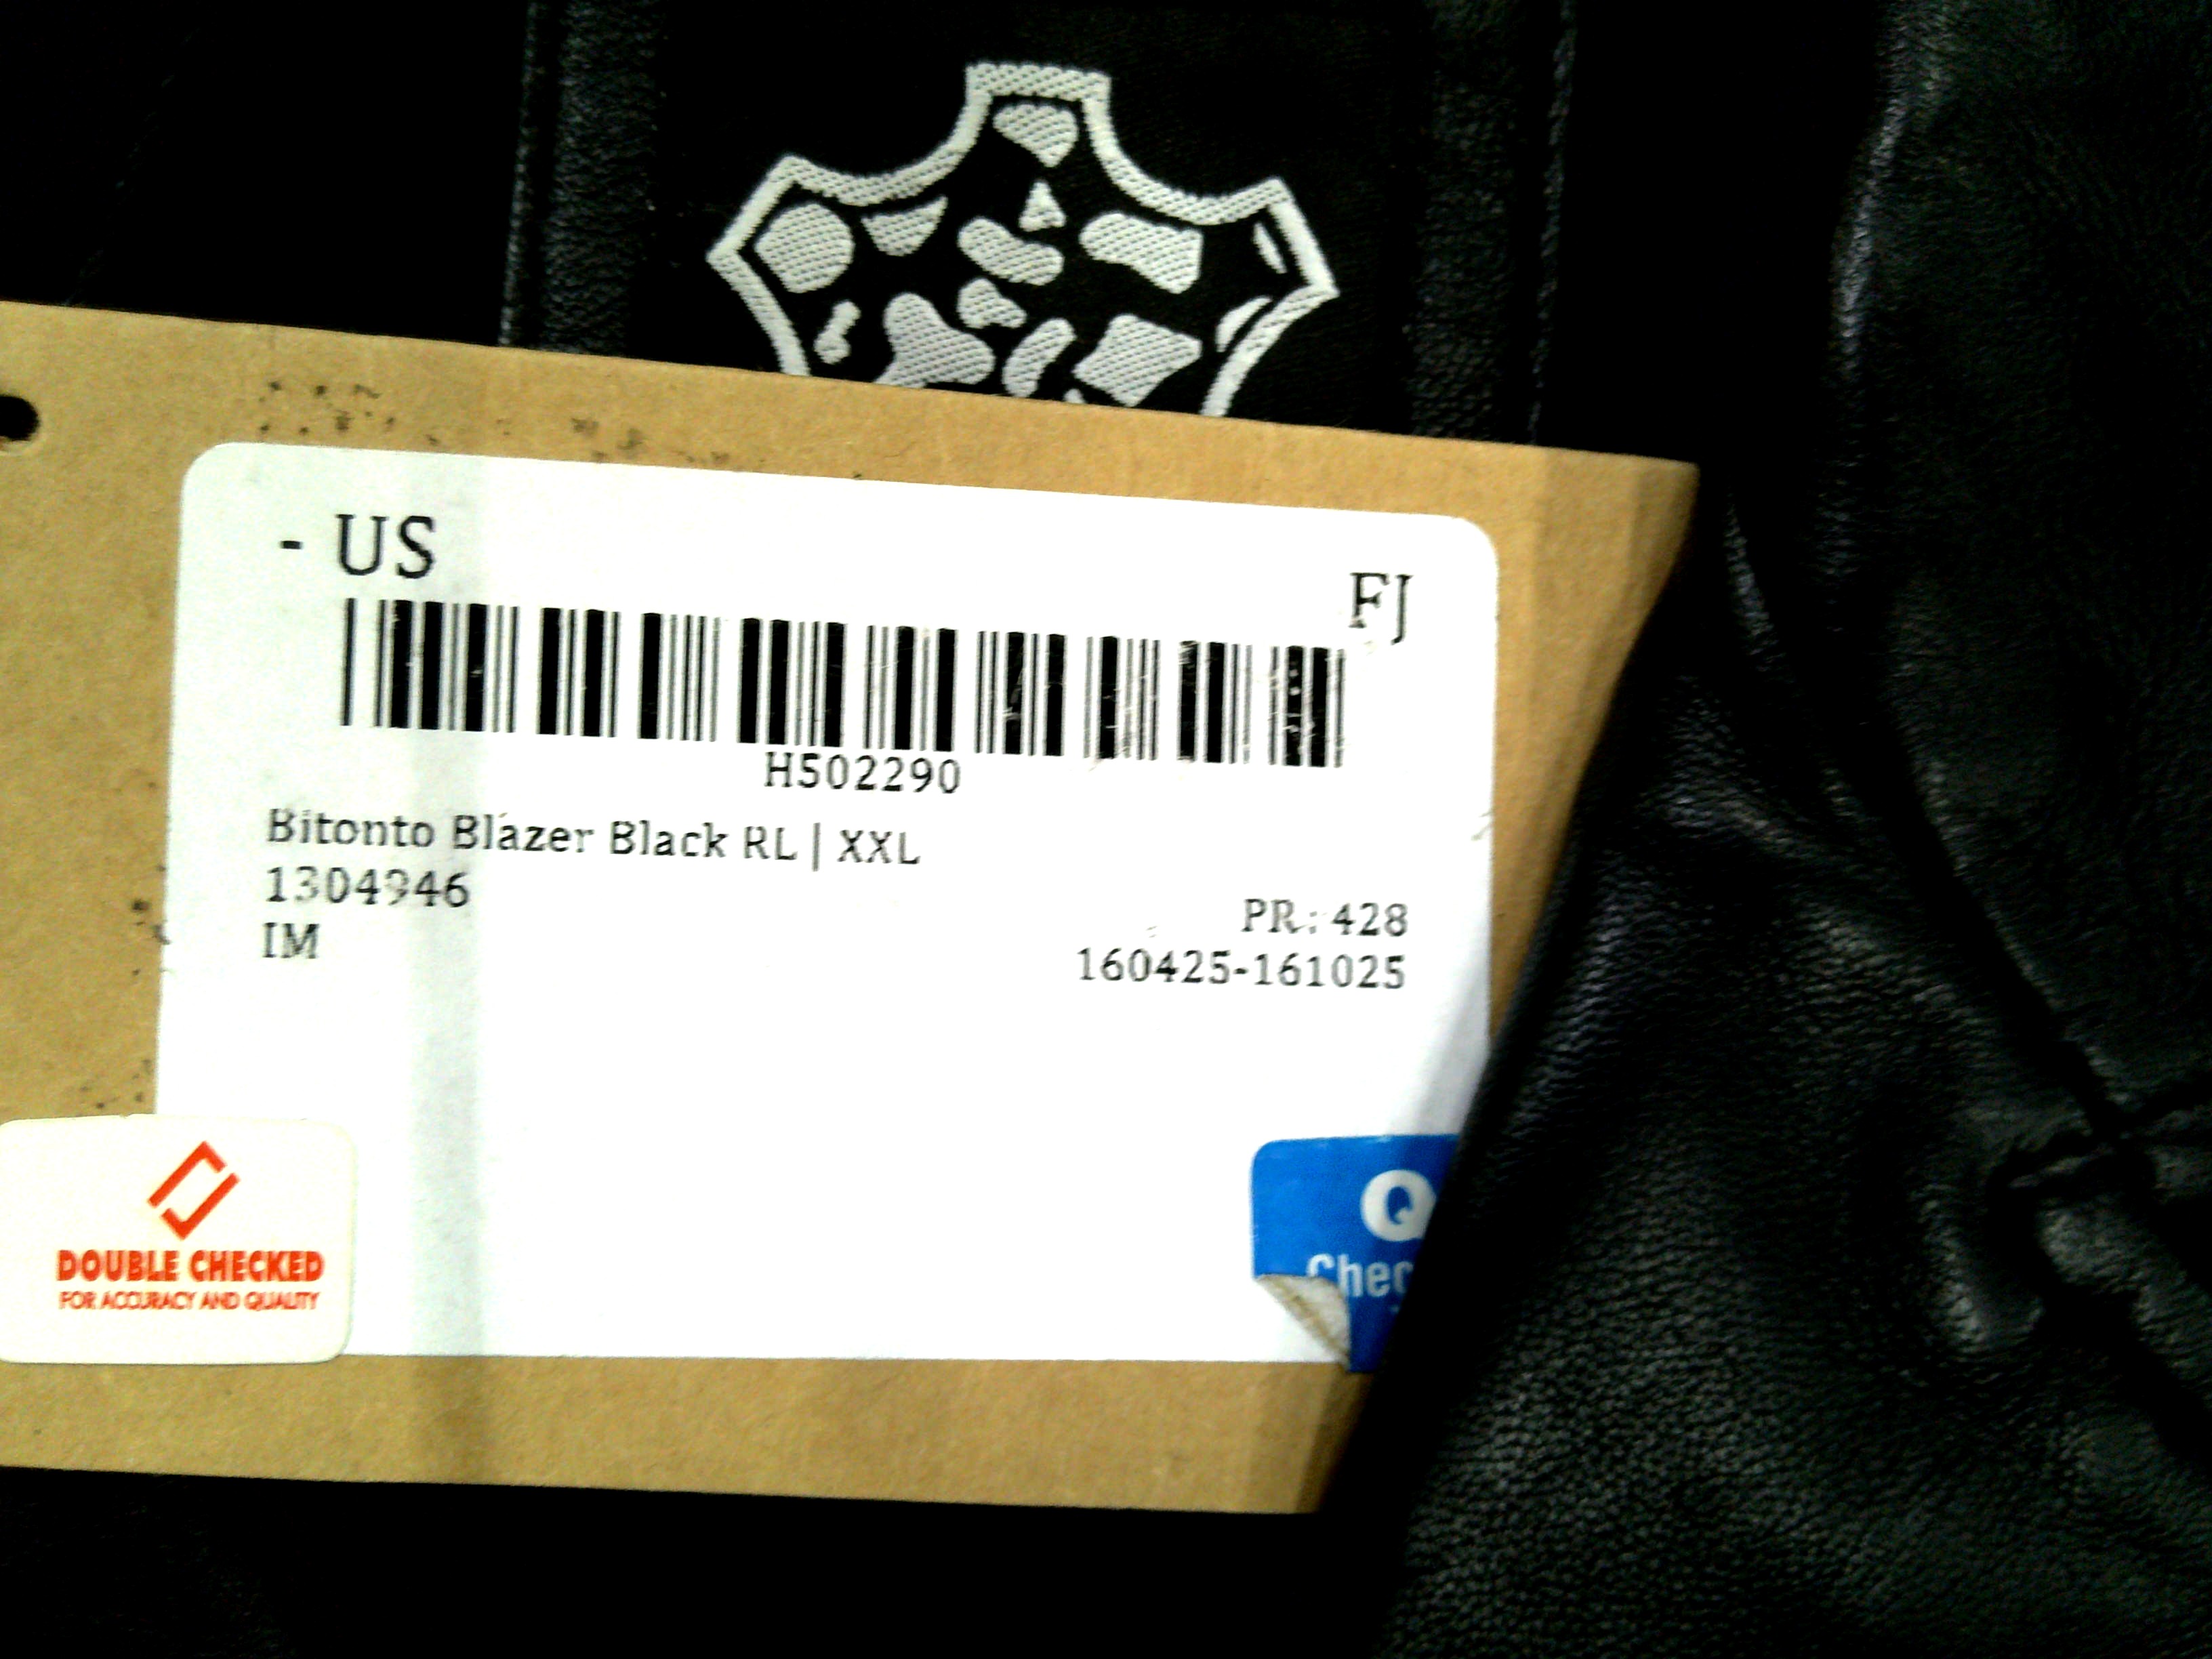 - US
FJ
H502290
Bitonto Blazer Black RL | XXL
1304946
PR.: 428
IM
160425-161025
DOUBLE CHECKED
FOR ACCURACY AND QUALITY
Q